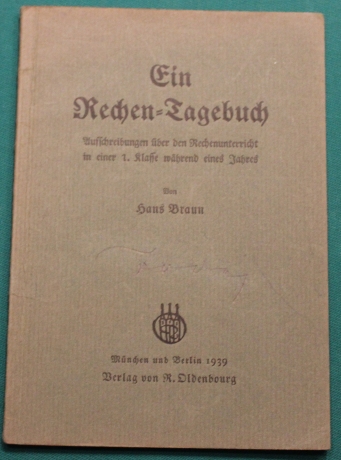 Ein
Rechen-Tagebuch
Aufschreibungen über den Rechenunterricht
in einer 1. Klasse während eines Jahres
Von
Hans Braun
München und Berlin 1939
Verlag von R. Oldenbourg